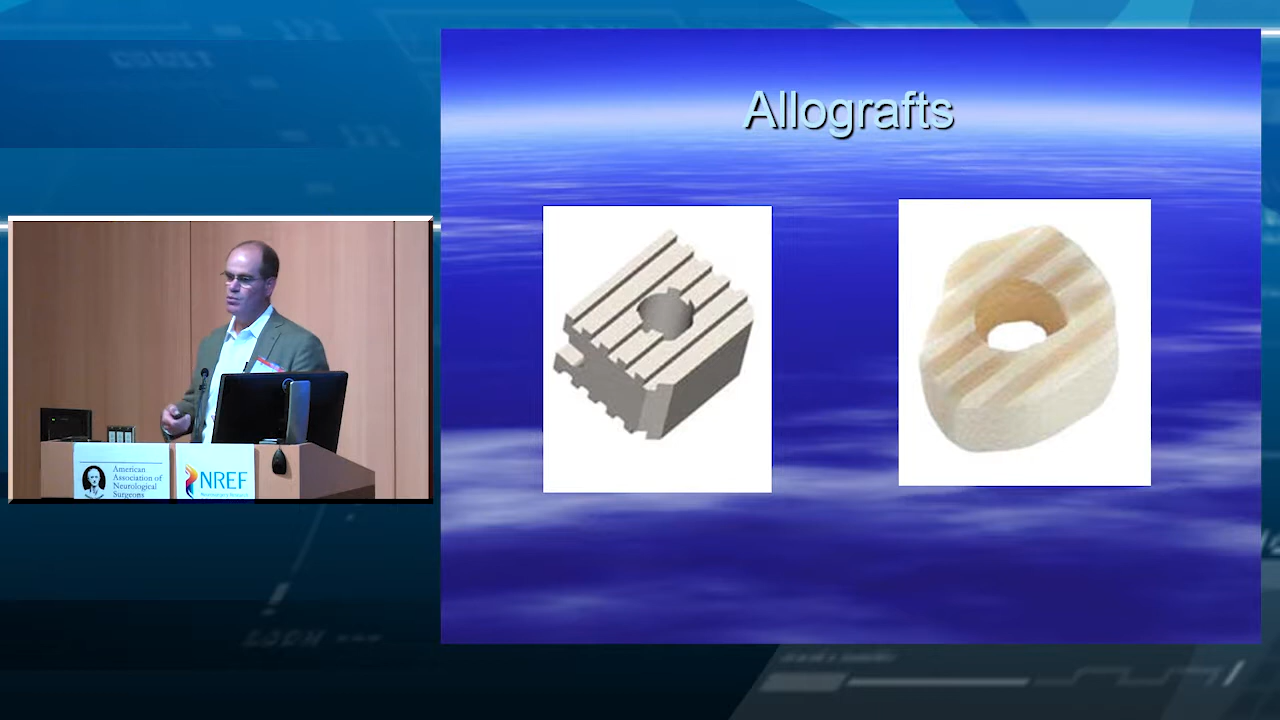 Allografts
American
Association of
Neurological
Surgeons
NREF